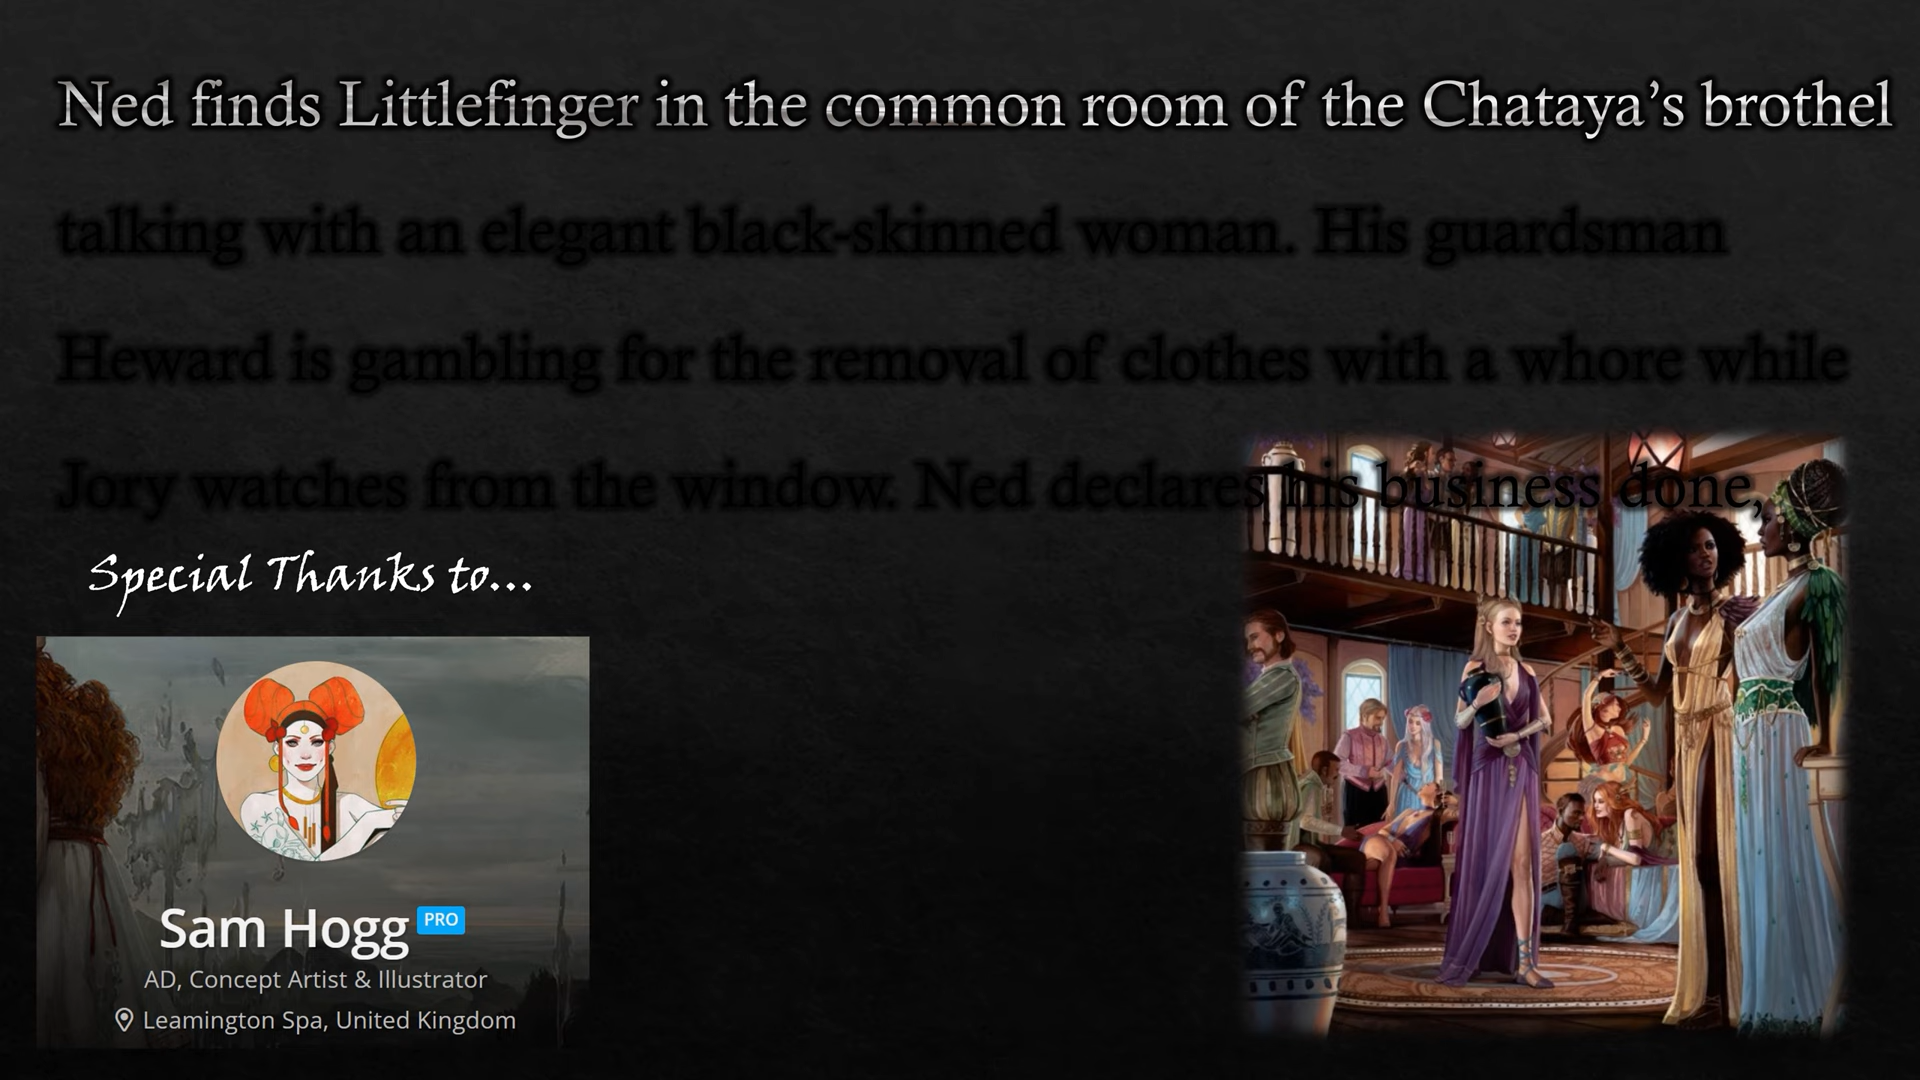 Ned finds Littlefinger in the common room of the Chataya’s brothel
talking with an elegant black-skinned woman. His guardsman
Heward is gambling for the removal of clothes with a whore while
Jory watches from the window. Ned declares his business done,
Special Thanks to...
Sam Hogg PRO
AD, Concept Artist & Illustrator
Leamington Spa, United Kingdom